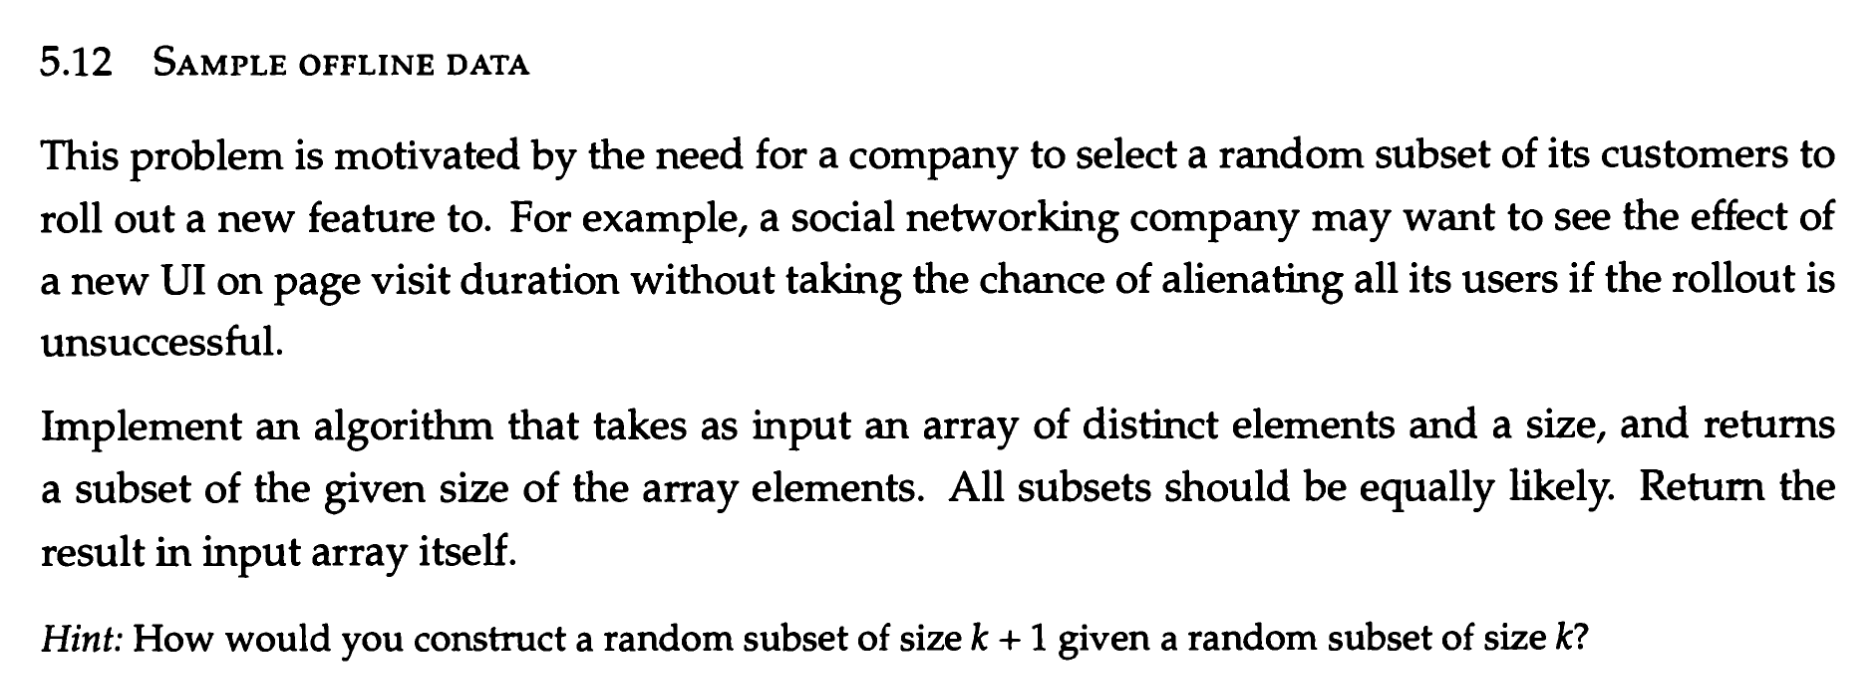 5.12 SAMPLE OFFLINE DATA
This problem is motivated by the need for a company to select a random subset of its customers to
roll out a new feature to. For example, a social networking company may want to see the effect of
a new UI on page visit duration without taking the chance of alienating all its users if the rollout is
unsuccessful.
Implement an algorithm that takes as input an array of distinct elements and a size, and returns
a subset of the given size of the array elements. All subsets should be equally likely. Return the
result in input array itself.
Hint: How would you construct a random subset of size k + 1 given a random subset of size k?